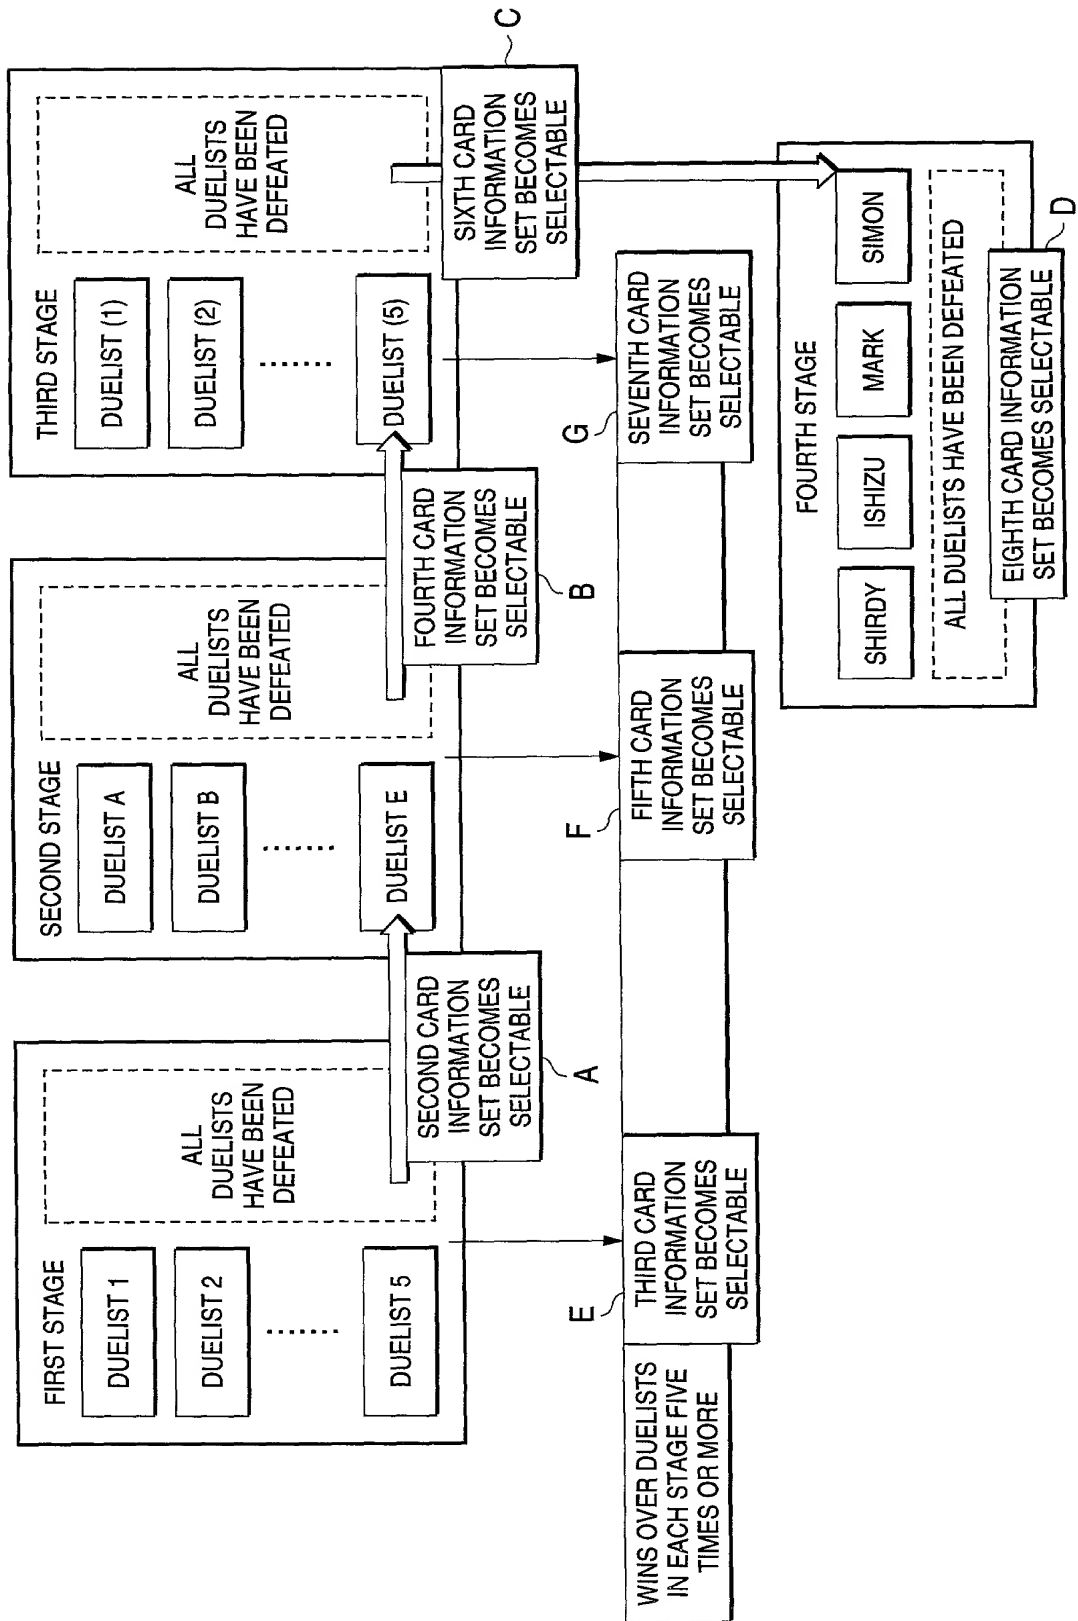 FIRST STAGE
DUELIST 1
DUELIST 2
........
DUELIST 5
ALL
DUELISTS
HAVE BEEN
DEFEATED
SECOND CARD
INFORMATION
SET BECOMES
SELECTABLE
A
SECOND STAGE
DUELIST A
DUELIST B
........
DUELIST E
ALL
DUELISTS
HAVE BEEN
DEFEATED
FOURTH CARD
INFORMATION
SET BECOMES
SELECTABLE
B
THIRD STAGE
DUELIST (1)
DUELIST (2)
........
DUELIST (5)
ALL
DUELISTS
HAVE BEEN
DEFEATED
SIXTH CARD
INFORMATION
SET BECOMES
SELECTABLE
C
WINS OVER DUELISTS
IN EACH STAGE FIVE
TIMES OR MORE
E
THIRD CARD
INFORMATION
SET BECOMES
SELECTABLE
F
FIFTH CARD
INFORMATION
SET BECOMES
SELECTABLE
G
SEVENTH CARD
INFORMATION
SET BECOMES
SELECTABLE
FOURTH STAGE
SHIRDY
ISHIZU
MARK
SIMON
ALL DUELISTS HAVE BEEN DEFEATED
EIGHTH CARD INFORMATION
SET BECOMES SELECTABLE
D